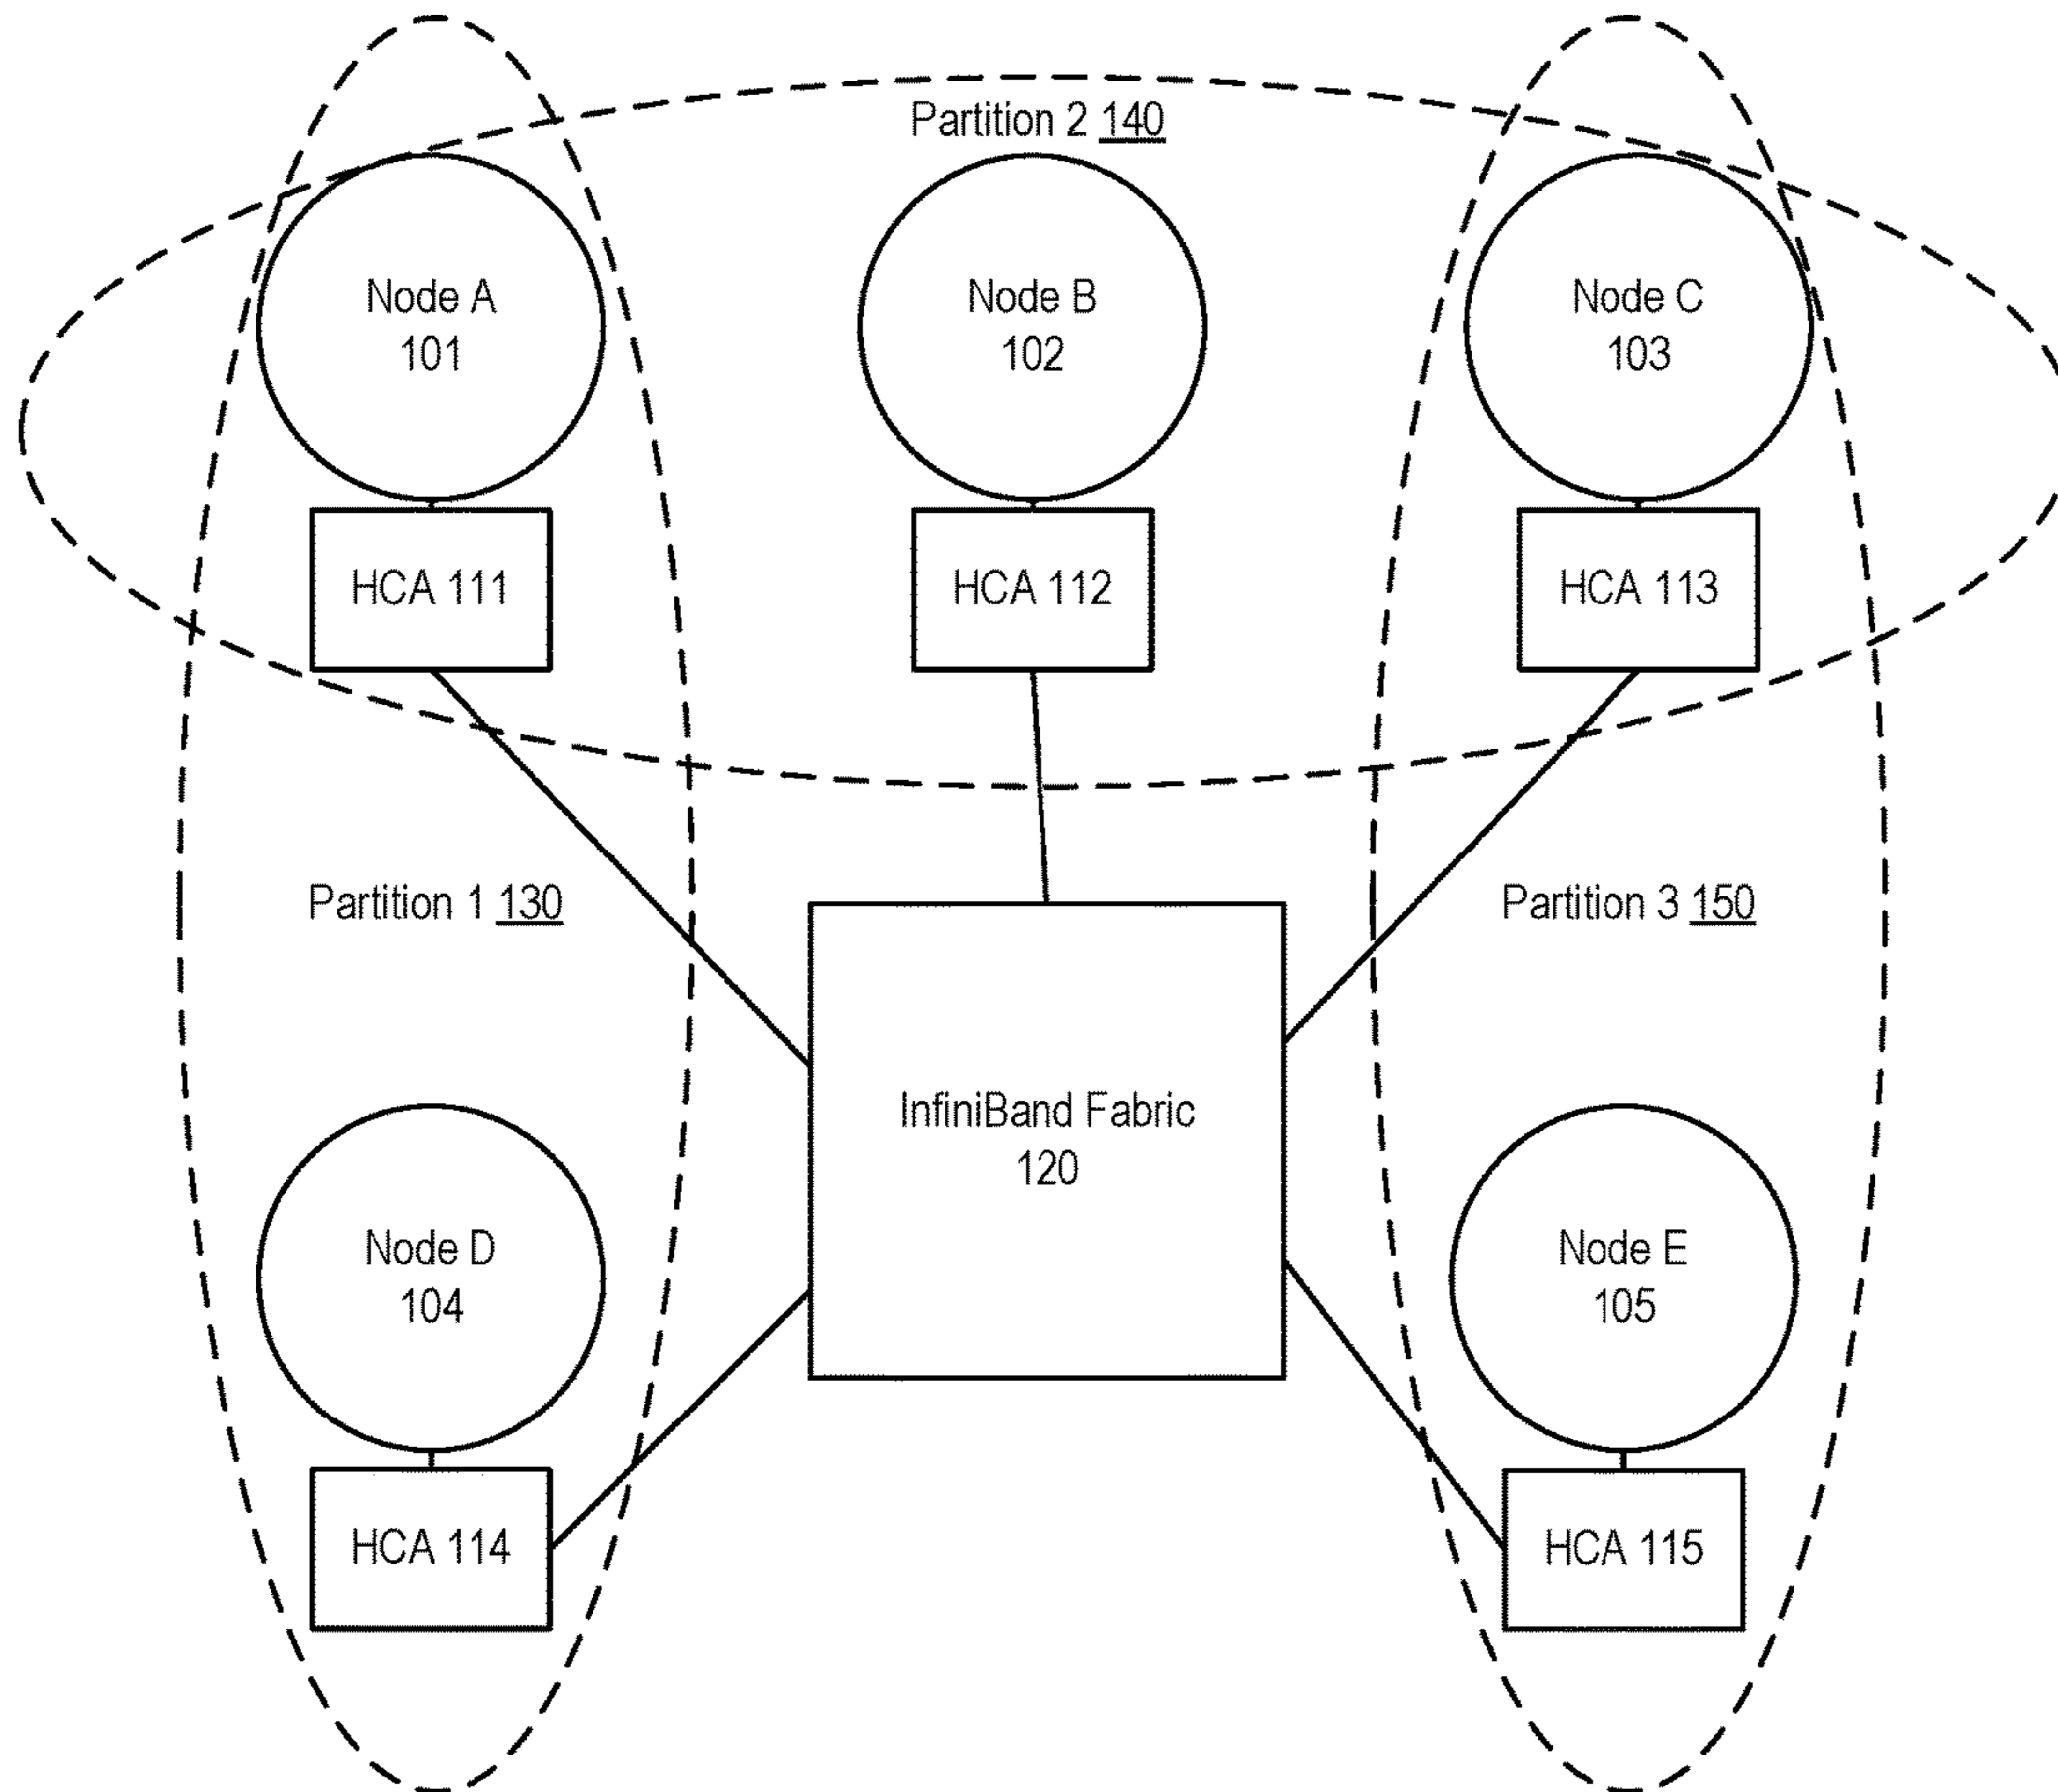 Partition 2 140
Node A
101
Node B
102
Node C
103
HCA 111
HCA 112
HCA 113
Partition 1 130
Partition 3 150
InfiniBand Fabric
120
Node D
104
Node E
105
HCA 114
HCA 115